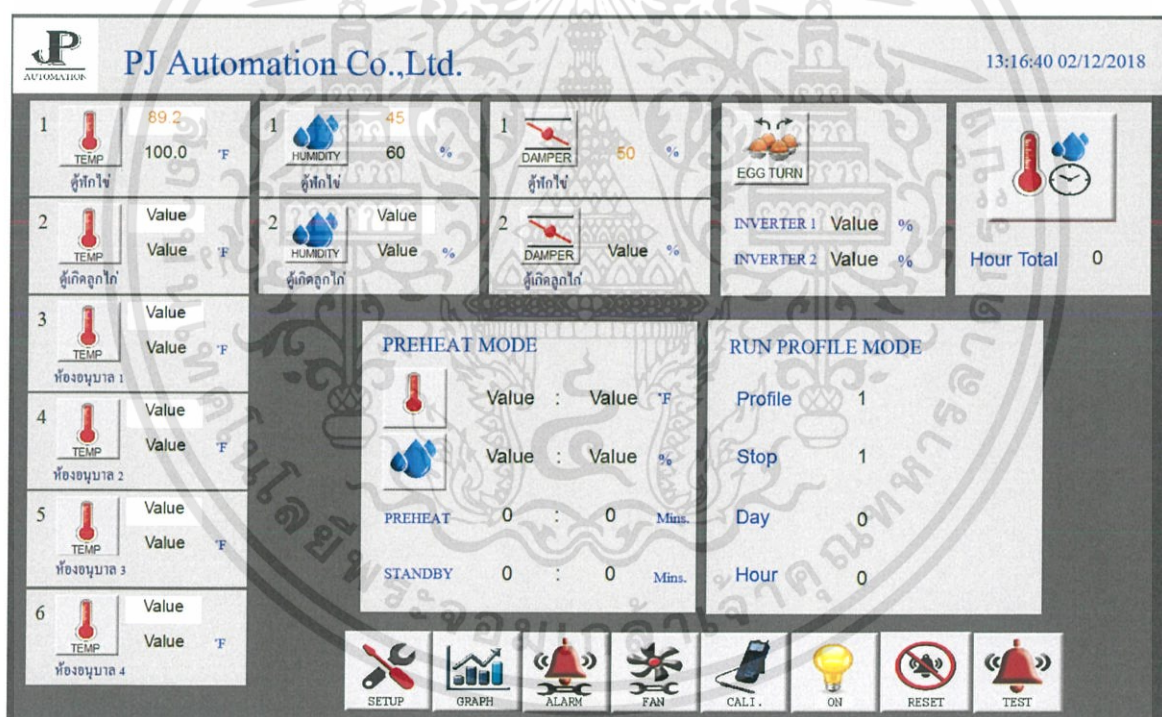 JP
AUTOMATION
PJ Automation Co.,Ltd.
13:16:40 02/12/2018
1 TEMP 89.2
100.0 °F
ตู้ฟักไข่
1 HUMIDITY 45
60 %
ตู้ฟักไข่
1 DAMPER 50 %
ตู้ฟักไข่
EGG TURN
INVERTER 1 Value %
INVERTER 2 Value %
Hour Total 0
2 TEMP Value
Value °F
ตู้เกิดลูกไก่
2 HUMIDITY Value
Value %
ตู้เกิดลูกไก่
2 DAMPER Value %
ตู้เกิดลูกไก่
3 TEMP Value
Value °F
ห้องอนุบาล 1
4 TEMP Value
Value °F
ห้องอนุบาล 2
5 TEMP Value
Value °F
ห้องอนุบาล 3
6 TEMP Value
Value °F
ห้องอนุบาล 4
PREHEAT MODE
Value : Value °F
Value : Value %
PREHEAT 0 : 0 Mins.
STANDBY 0 : 0 Mins.
RUN PROFILE MODE
Profile 1
Stop 1
Day 0
Hour 0
SETUP GRAPH ALARM FAN CALI. ON RESET TEST